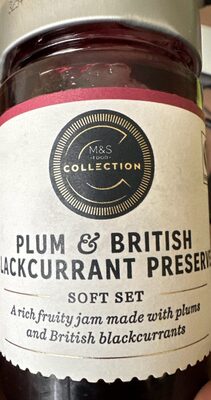 M&S
FOOD
COLLECTION
PLUM & BRITISH
LACKCURRANT PRESERV
SOFT SET
A rich fruity jam made with plums
and British blackcurrants